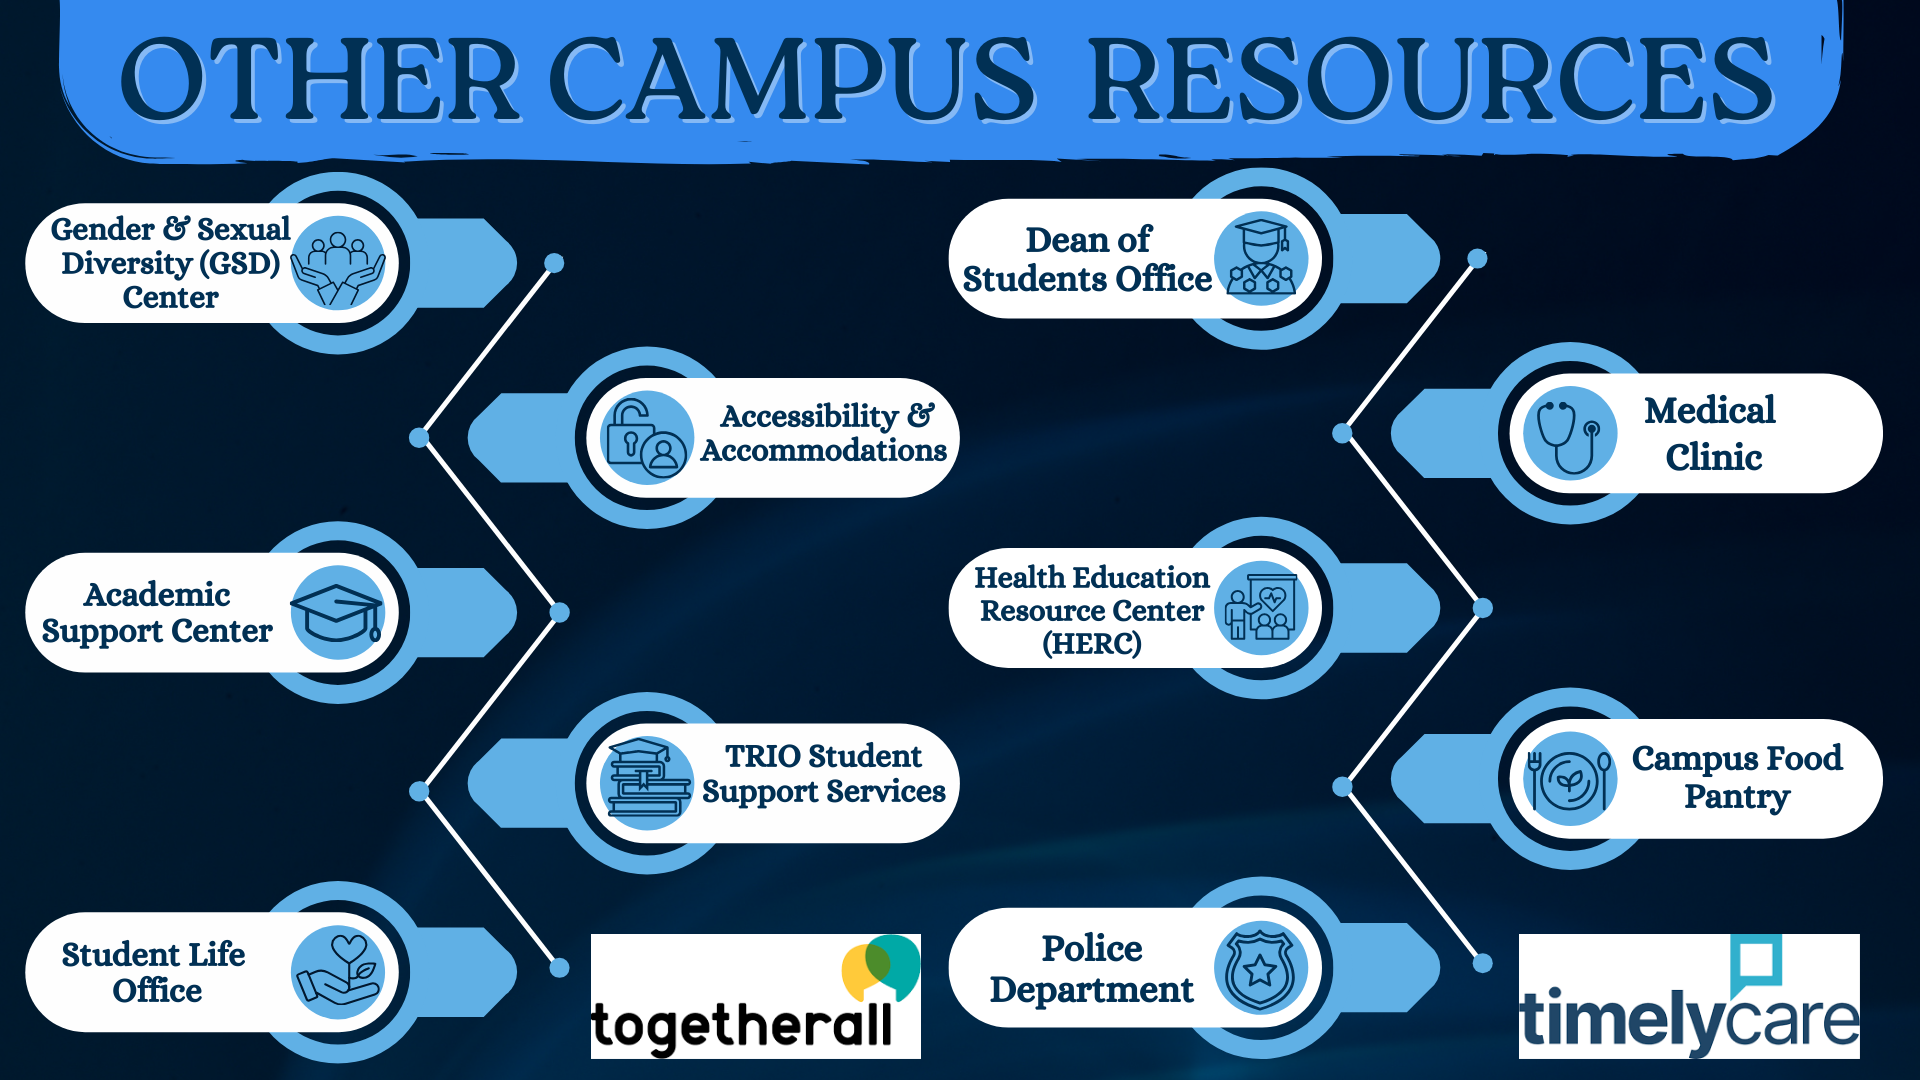 OTHER CAMPUS RESOURCES
Gender & Sexual
Diversity (GSD)
Center
Accessibility &
Accommodations
Academic
Support Center
TRIO Student
Support Services
Student Life
Office
togetherall
Dean of
Students Office
Medical
Clinic
Health Education
Resource Center
(HERC)
Campus Food
Pantry
Police
Department
timelycare